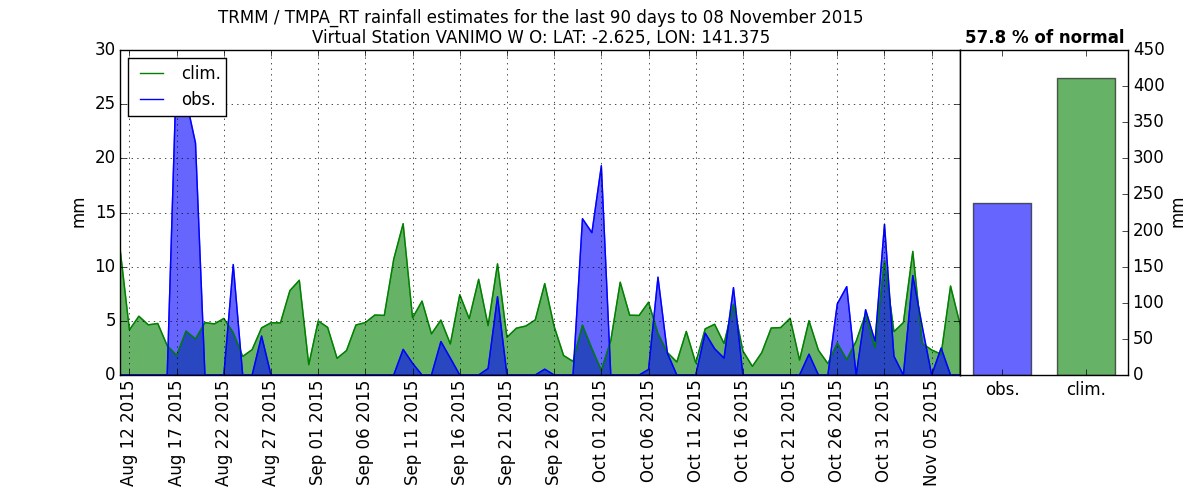 TRMM / TMPA_RT rainfall estimates for the last 90 days to 08 November 2015
Virtual Station VANIMO W O: LAT: -2.625, LON: 141.375
57.8 % of normal
clim.
obs.
30
25
20
15
10
5
0
mm
450
400
350
300
250
200
150
100
50
0
mm
Aug 12 2015
Aug 17 2015
Aug 22 2015
Aug 27 2015
Sep 01 2015
Sep 06 2015
Sep 11 2015
Sep 16 2015
Sep 21 2015
Sep 26 2015
Oct 01 2015
Oct 06 2015
Oct 11 2015
Oct 16 2015
Oct 21 2015
Oct 26 2015
Oct 31 2015
Nov 05 2015
obs.
clim.